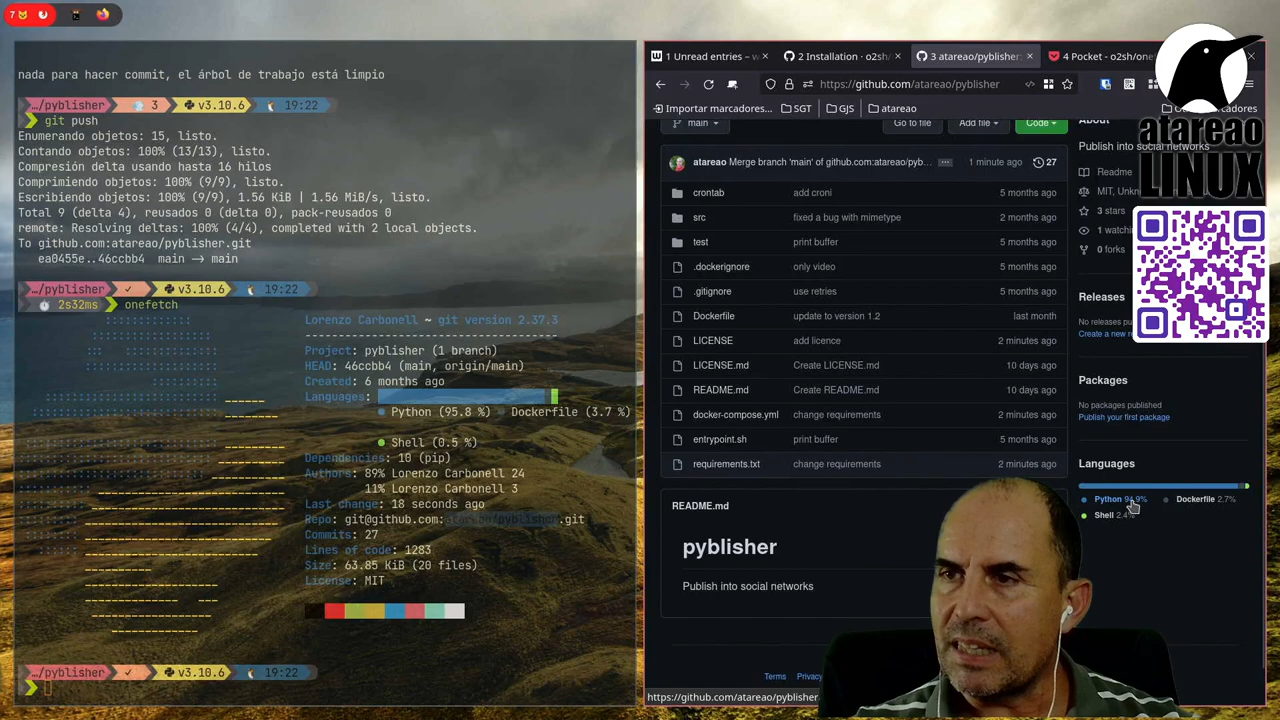 7
nada para hacer commit, el árbol de trabajo está limpio
…/pyblisher 3 v3.10.6 19:22
git push
Enumerando objetos: 15, listo.
Contando objetos: 100% (13/13), listo.
Compresión delta usando hasta 16 hilos
Comprimiendo objetos: 100% (9/9), listo.
Escribiendo objetos: 100% (9/9), 1.56 KiB | 1.56 MiB/s, listo.
Total 9 (delta 4), reusados 0 (delta 0), pack-reusados 0
remote: Resolving deltas: 100% (4/4), completed with 2 local objects.
To github.com:atareao/pyblisher.git
ea0455e..46ccbb4 main -> main
…/pyblisher ✓ v3.10.6 19:22
2s32ms onefetch
Lorenzo Carbonell ~ git version 2.37.3
Project: pyblisher (1 branch)
HEAD: 46ccbb4 (main, origin/main)
Created: 6 months ago
Languages:
Python (95.8 %) Dockerfile (3.7 %)
Shell (0.5 %)
Dependencies: 10 (pip)
Authors: 89% Lorenzo Carbonell 24
11% Lorenzo Carbonell 3
Last change: 18 seconds ago
Repo: git@github.com:atareao/pyblisher.git
Commits: 27
Lines of code: 1283
Size: 63.85 KiB (20 files)
License: MIT
…/pyblisher ✓ v3.10.6 19:22
1 Unread entries – w
2 Installation · o2sh/
3 atareao/pyblisher:
4 Pocket - o2sh/one
https://github.com/atareao/pyblisher
Importar marcadores…
SGT
GJS
atareao
marcadores
main
Go to file
Add file
Code
atareao Merge branch 'main' of github.com:atareao/pyb… 1 minute ago 27
crontab add croni 5 months ago
src fixed a bug with mimetype 2 months ago
test print buffer 5 months ago
.dockerignore only video 5 months ago
.gitignore use retries 5 months ago
Dockerfile update to version 1.2 last month
LICENSE add licence 2 minutes ago
LICENSE.md Create LICENSE.md 10 days ago
README.md Create README.md 10 days ago
docker-compose.yml change requirements 2 minutes ago
entrypoint.sh print buffer 5 months ago
requirements.txt change requirements 2 minutes ago
README.md
pyblisher
Publish into social networks
Terms
Privacy
https://github.com/atareao/pyblisher
About
Publish into social networks
Readme
MIT,
3 stars
1
0 forks
Releases
No releases
Create a new
Packages
No packages published
Publish your first package
Languages
Python Dockerfile 2.7%
Shell
atareao
LINUX